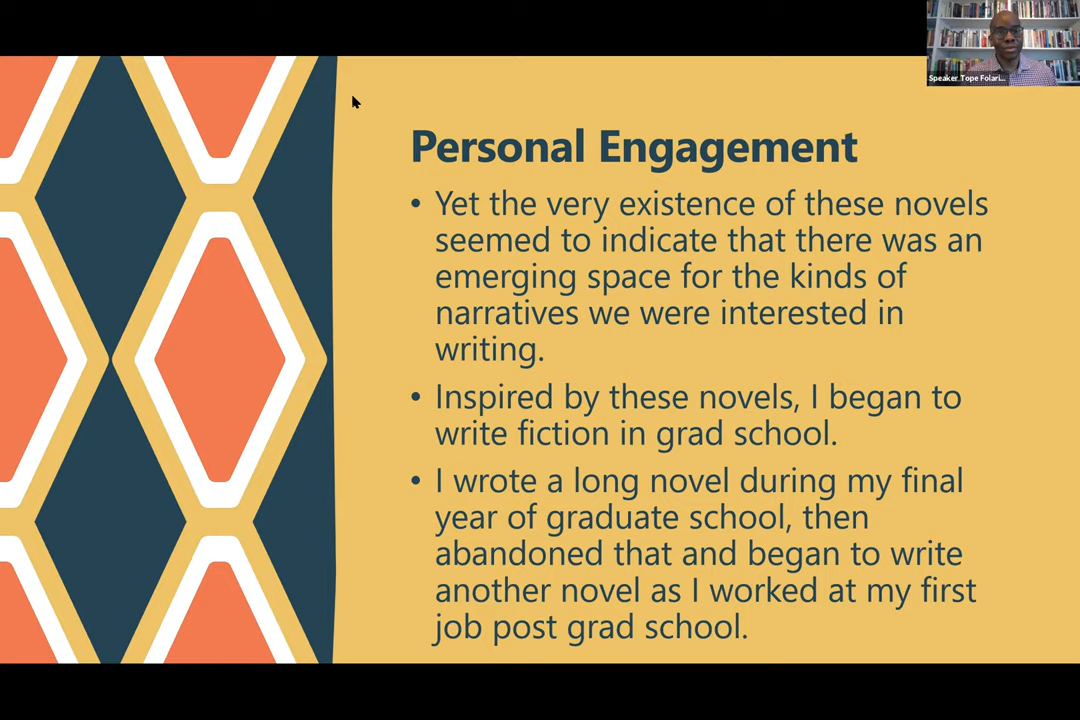 Speaker Tope Folari...
Personal Engagement
• Yet the very existence of these novels
seemed to indicate that there was an
emerging space for the kinds of
narratives we were interested in
writing.
• Inspired by these novels, I began to
write fiction in grad school.
• I wrote a long novel during my final
year of graduate school, then
abandoned that and began to write
another novel as I worked at my first
job post grad school.